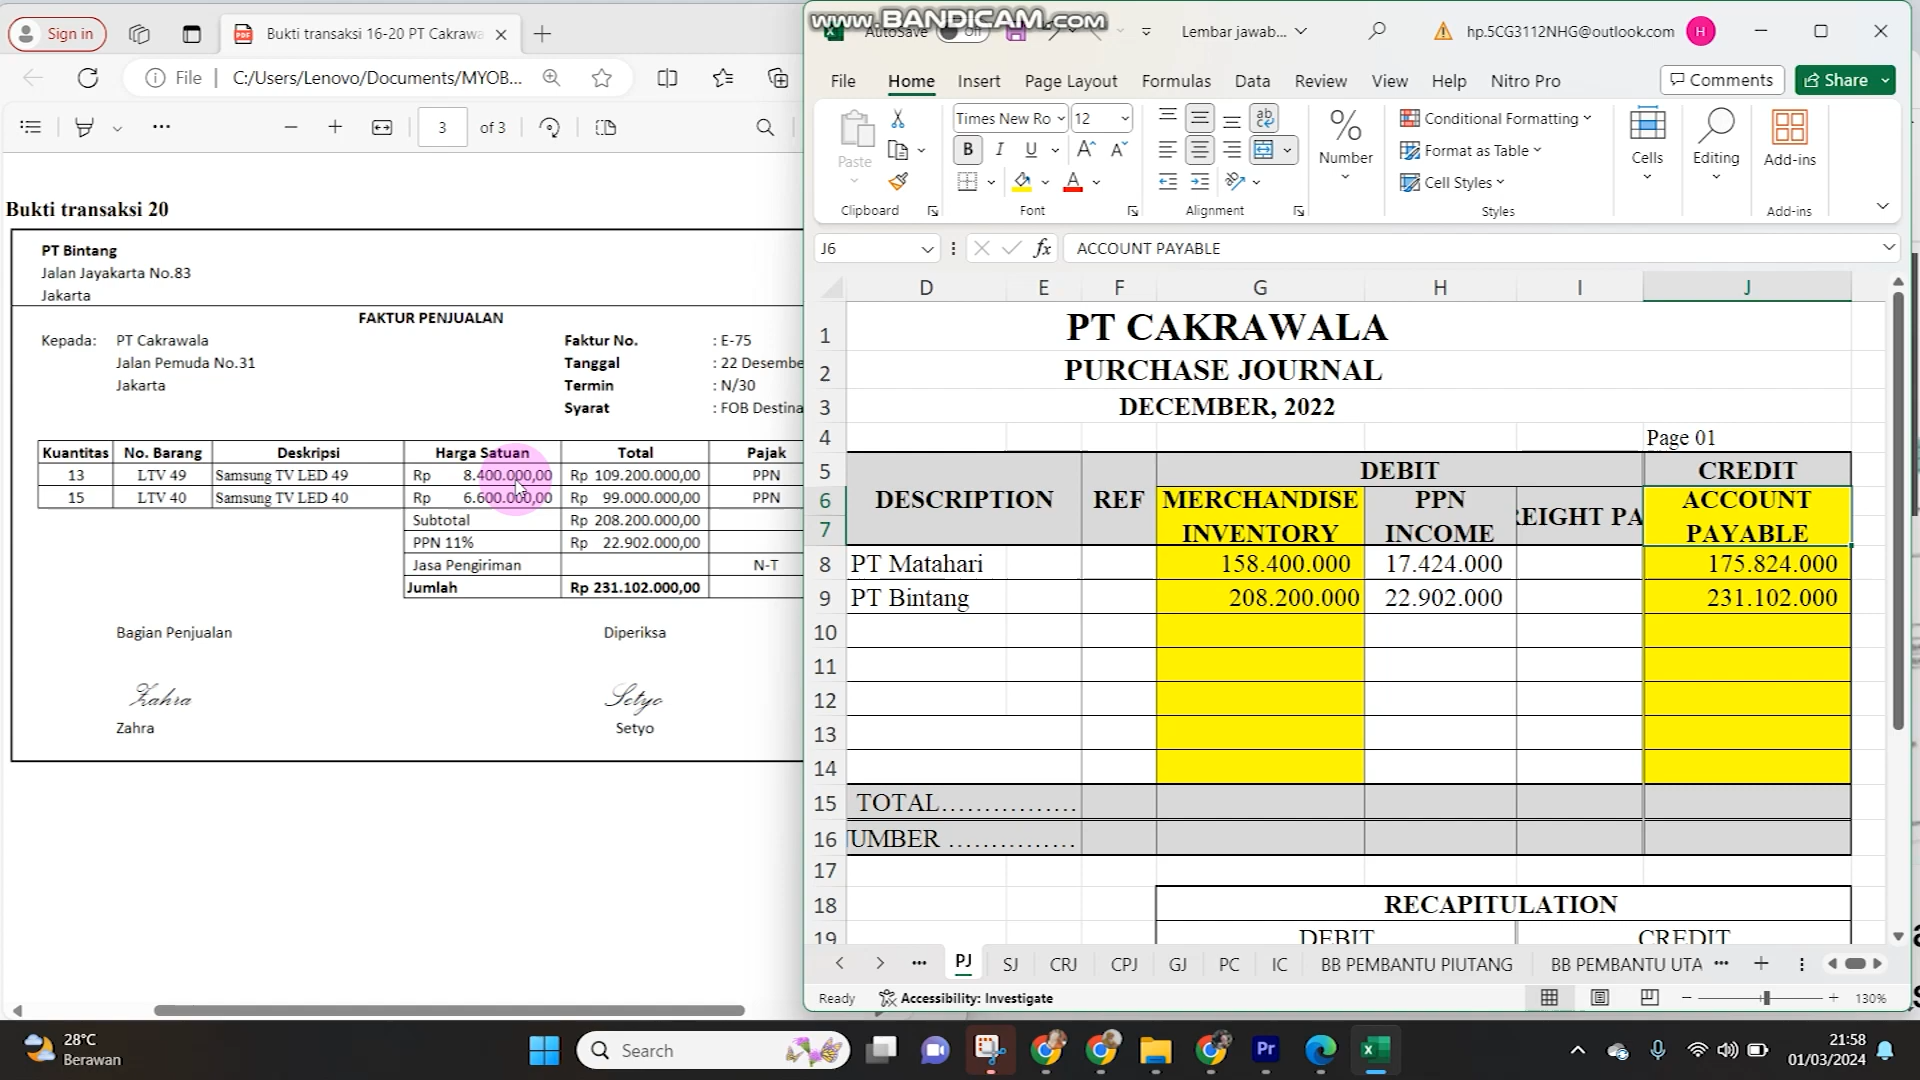 www.BANDICAM.com
Sign in
Bukti transaksi 16-20 PT Cakrawa
File
C:/Users/Lenovo/Documents/MYOB...
3 of 3
Bukti transaksi 20
PT Bintang
Jalan Jayakarta No.83
Jakarta
FAKTUR PENJUALAN
Kepada: PT Cakrawala Faktur No. : E-75
Jalan Pemuda No.31 Tanggal : 22 Desembe
Jakarta Termin : N/30
Syarat : FOB Destina
Kuantitas No. Barang Deskripsi Harga Satuan Total Pajak
13 LTV 49 Samsung TV LED 49 Rp 8.400.000,00 Rp 109.200.000,00 PPN
15 LTV 40 Samsung TV LED 40 Rp 6.600.000,00 Rp 99.000.000,00 PPN
Subtotal Rp 208.200.000,00
PPN 11% Rp 22.902.000,00
Jasa Pengiriman N-T
Jumlah Rp 231.102.000,00
Bagian Penjualan Diperiksa
Zahra Setyo
Zahra Setyo
AutoSave Off Lembar jawab... hp.5CG3112NHG@outlook.com H
File Home Insert Page Layout Formulas Data Review View Help Nitro Pro Comments Share
Paste
Times New Ro 12
B I U A A
A
ab
Number
Conditional Formatting
Format as Table
Cell Styles
Cells
Editing
Add-ins
Clipboard Font Alignment Styles Add-ins
J6 fx ACCOUNT PAYABLE
D E F G H I J
1 PT CAKRAWALA
2 PURCHASE JOURNAL
3 DECEMBER, 2022
4 Page 01
5 DEBIT CREDIT
6 DESCRIPTION REF MERCHANDISE PPN REIGHT PA ACCOUNT
7 INVENTORY INCOME PAYABLE
8 PT Matahari 158.400.000 17.424.000 175.824.000
9 PT Bintang 208.200.000 22.902.000 231.102.000
10
11
12
13
14
15 TOTAL................
16 UMBER ...............
17
18 RECAPITULATION
19 DEBIT CREDIT
PJ SJ CRJ CPJ GJ PC IC BB PEMBANTU PIUTANG BB PEMBANTU UTA
Ready Accessibility: Investigate 130%
28°C
Berawan
Search
Pr
21:58
01/03/2024